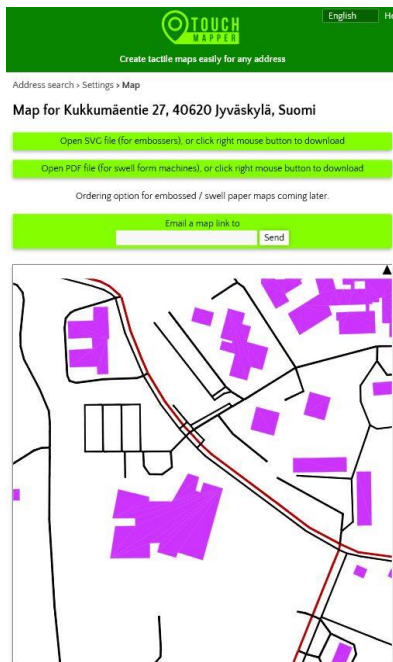 TOUCH
MAPPER
English
Create tactile maps easily for any address
Address search › Settings › Map
Map for Kukkumäentie 27, 40620 Jyväskylä, Suomi
Open SVG file (for embossers), or click right mouse button to download
Open PDF file (for swell form machines), or click right mouse button to download
Ordering option for embossed / swell paper maps coming later.
Email a map link to
Send